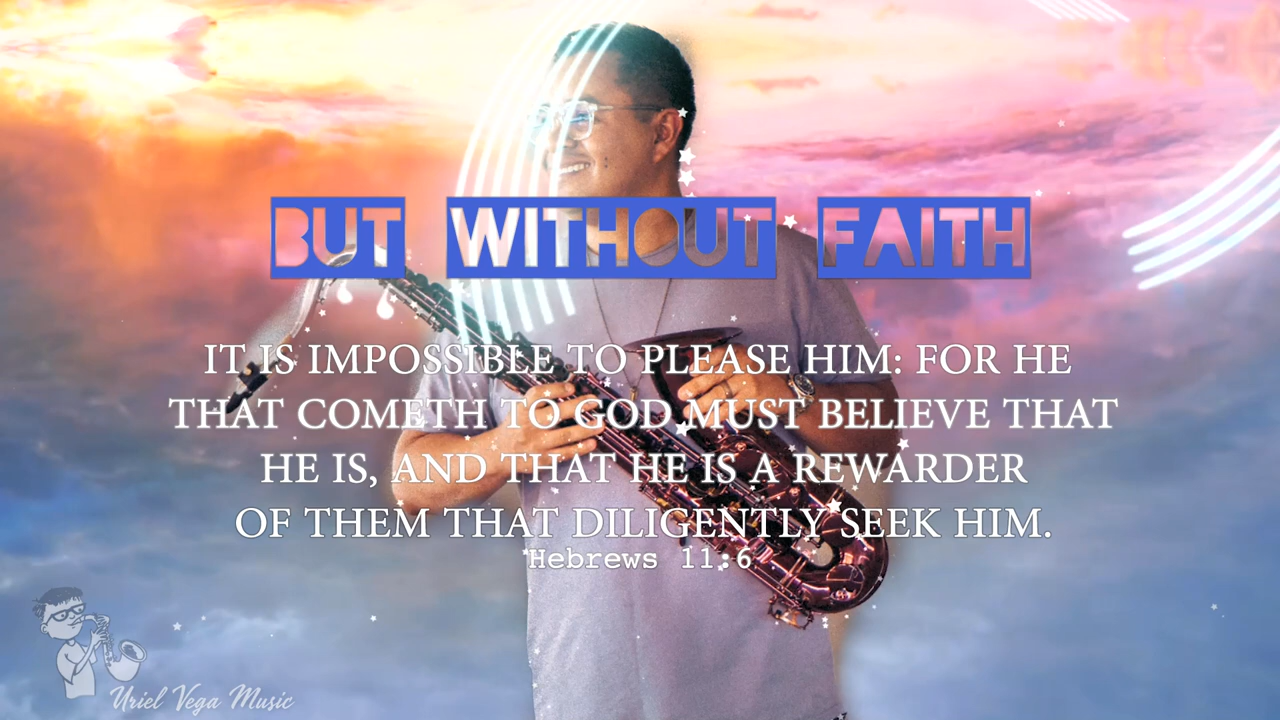 BUT WITHOUT FAITH
IT IS IMPOSSIBLE TO PLEASE HIM: FOR HE
THAT COMETH TO GOD MUST BELIEVE THAT
HE IS, AND THAT HE IS A REWARDER
OF THEM THAT DILIGENTLY SEEK HIM.
Hebrews 11:6
Uriel Vega Music